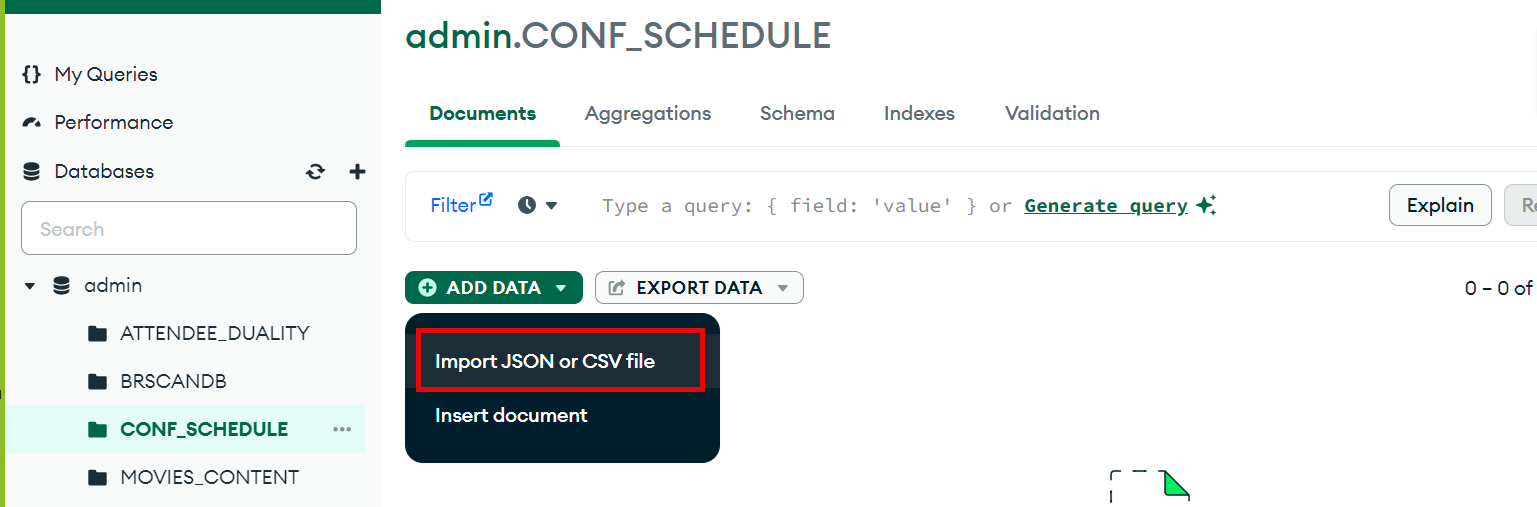 admin.CONF_SCHEDULE
{} My Queries
Performance
Databases
Search
admin
ATTENDEE_DUALITY
BRSCANDB
CONF_SCHEDULE
MOVIES_CONTENT
Documents Aggregations Schema Indexes Validation
Filter Type a query: { field: 'value' } or Generate query Explain Re
ADD DATA EXPORT DATA 0 – 0 of
Import JSON or CSV file
Insert document